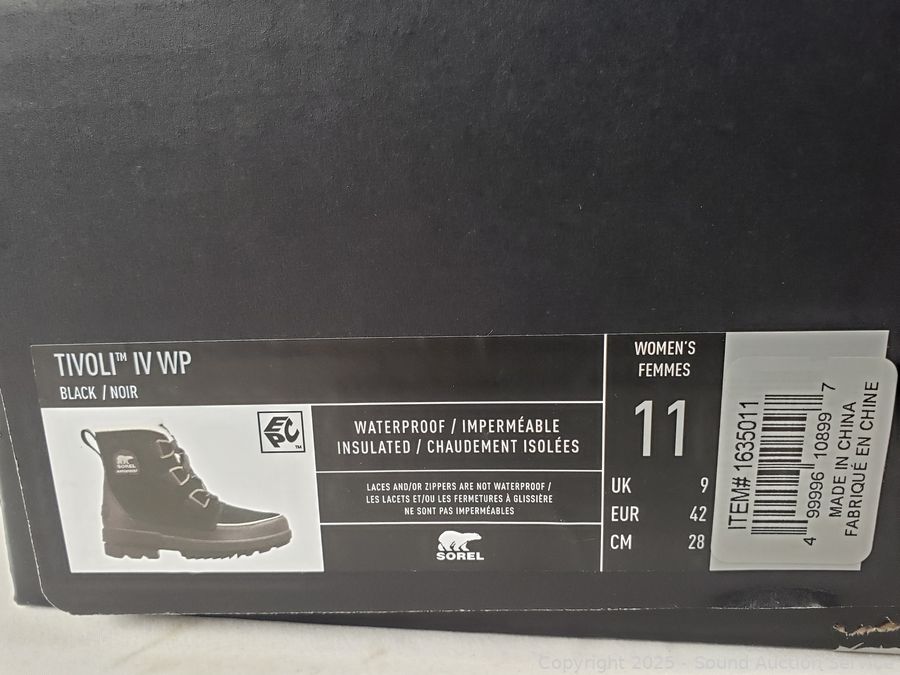 TIVOLI™ IV WP
BLACK / NOIR
EPC™
SOREL
WATERPROOF / IMPERMÉABLE
INSULATED / CHAUDEMENT ISOLÉES
LACES AND/OR ZIPPERS ARE NOT WATERPROOF /
LES LACETS ET/OU LES FERMETURES À GLISSIÈRE
NE SONT PAS IMPERMÉABLES
SOREL
WOMEN'S
FEMMES
11
UK 9
EUR 42
CM 28
ITEM# 1635011
4 99996 10899 7
MADE IN CHINA
FABRIQUÉ EN CHINE
Copyright 2025 - Sound Auction Service